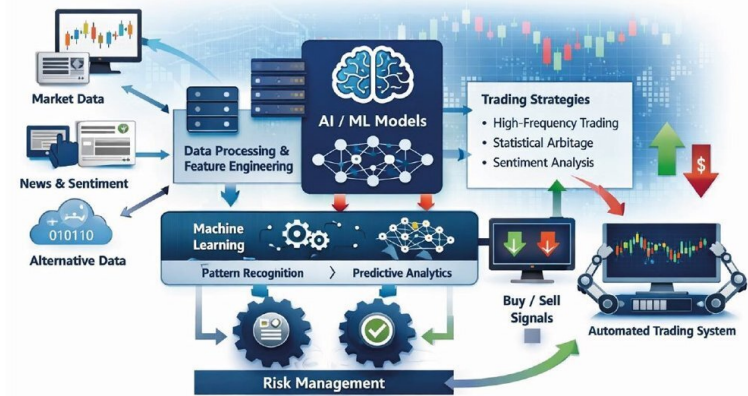 Market Data
News & Sentiment
010110
Alternative Data
Data Processing &
Feature Engineering
AI / ML Models
Trading Strategies
• High-Frequency Trading
• Statistical Arbitage
• Sentiment Analysis
$
Machine
Learning
Pattern Recognition > Predictive Analytics
Buy / Sell
Signals
Automated Trading System
Risk Management